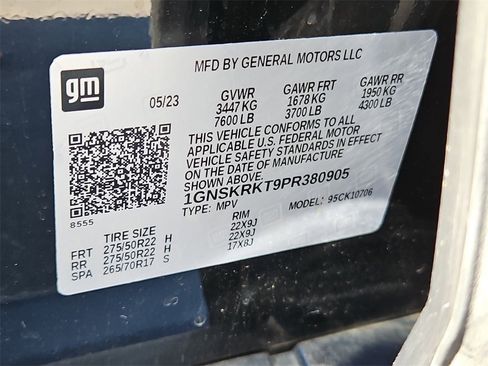 MFD BY GENERAL MOTORS LLC
gm
05/23
GVWR GAWR FRT GAWR RR
3447 KG 1678 KG 1950 KG
7600 LB 3700 LB 4300 LB
THIS VEHICLE CONFORMS TO ALL
APPLICABLE U.S. FEDERAL MOTOR
VEHICLE SAFETY STANDARDS IN EFFECT
ON THE DATE OF MANUFACTURE
1GNSKRKT9PR380905
TYPE: MPV MODEL: 95CK10706
8555
TIRE SIZE RIM
FRT 275/50R22 H 22X9J
RR 275/50R22 H 22X9J
SPA 265/70R17 S 17X8J